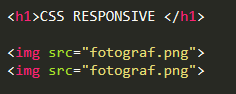 <h1>CSS RESPONSIVE </h1>
<img src="fotograf.png">
<img src="fotograf.png">